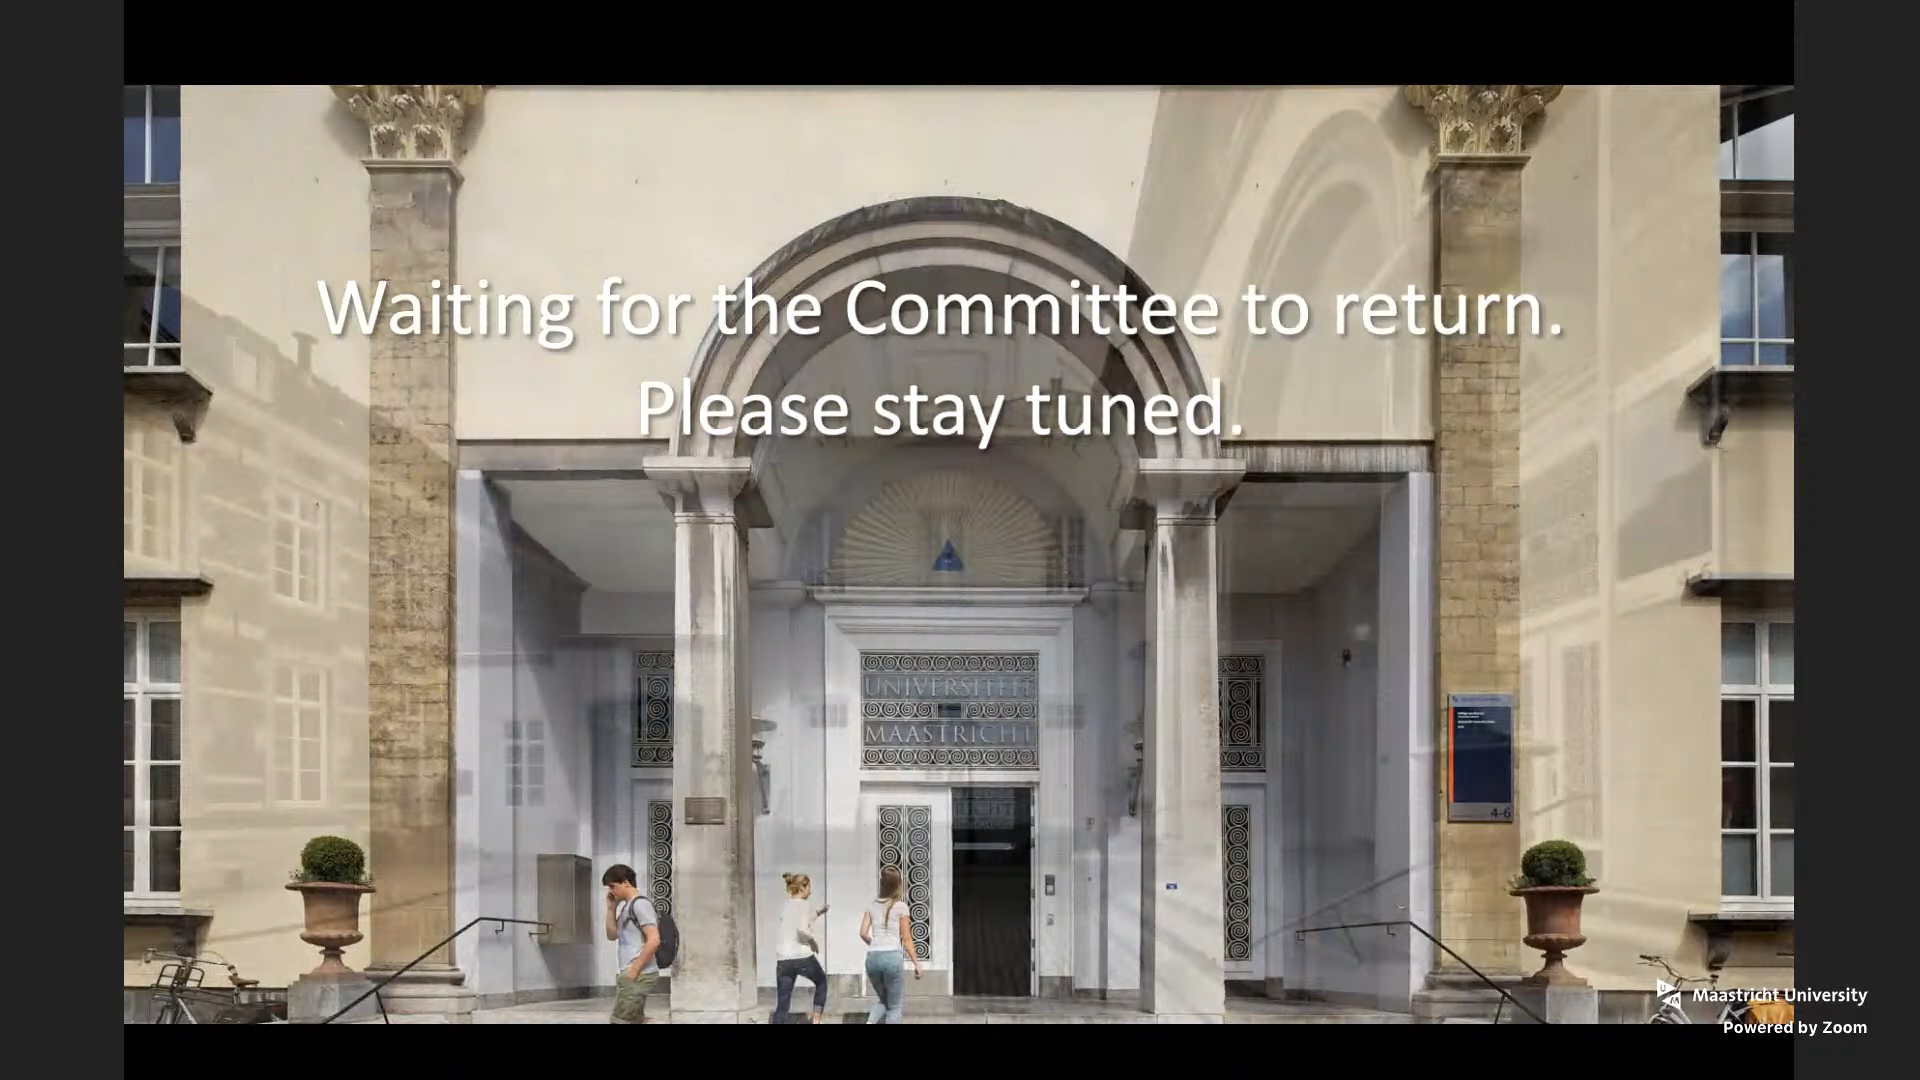 Waiting for the Committee to return.
Please stay tuned.
UNIVERSITEIT
MAASTRICHT
4-6
Maastricht University
Powered by Zoom